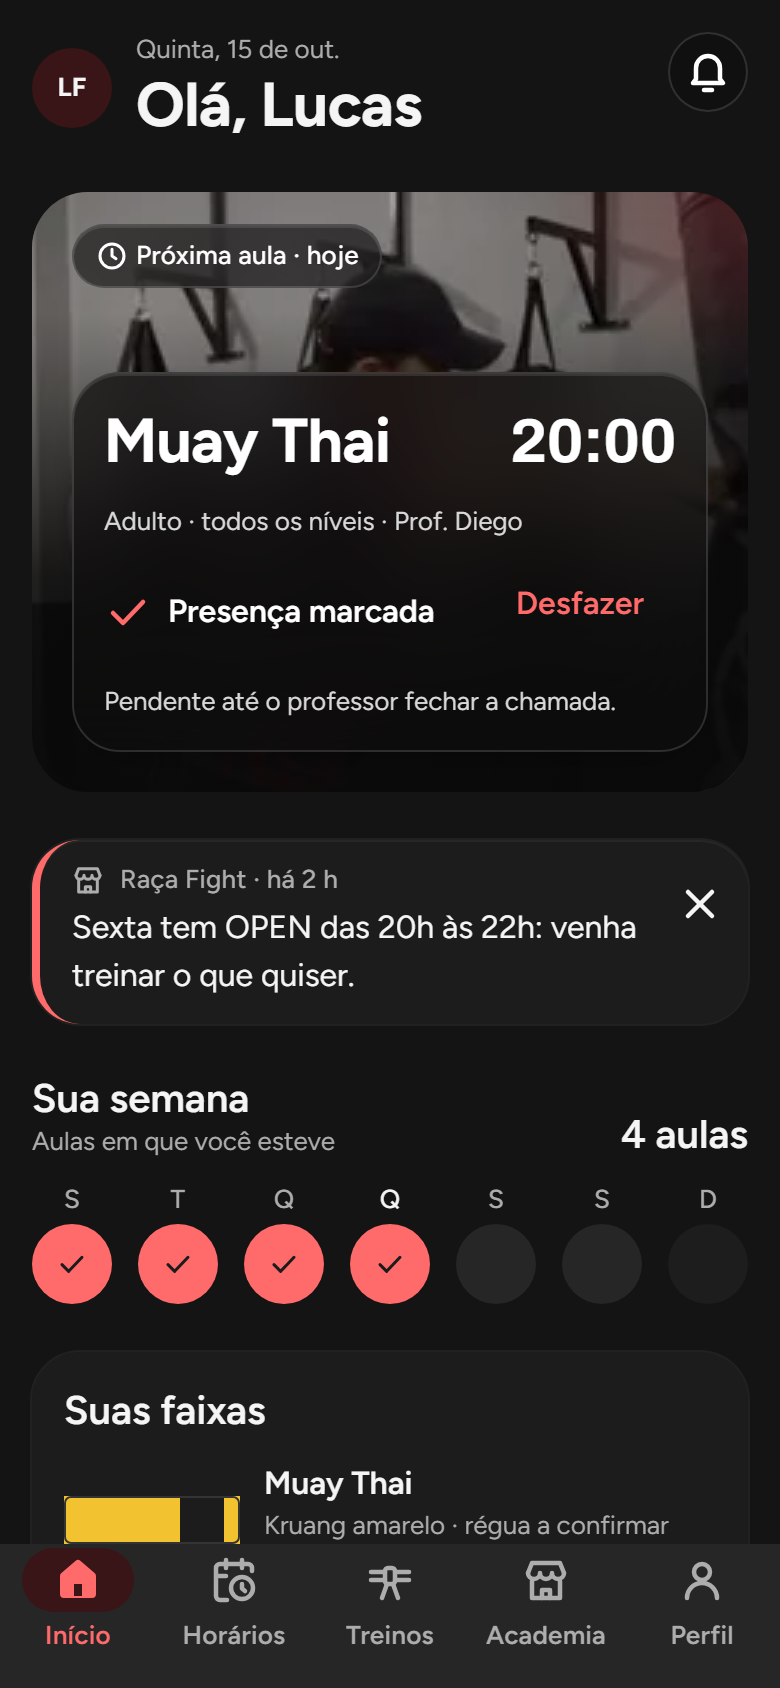 Quinta, 15 de out.
LF
Olá, Lucas
Próxima aula · hoje
Muay Thai 20:00
Adulto · todos os níveis · Prof. Diego
Presença marcada Desfazer
Pendente até o professor fechar a chamada.
Raça Fight · há 2 h
Sexta tem OPEN das 20h às 22h: venha
treinar o que quiser.
Sua semana
Aulas em que você esteve
4 aulas
S T Q Q S S D
Suas faixas
Muay Thai
Kruang amarelo · régua a confirmar
Início Horários Treinos Academia Perfil